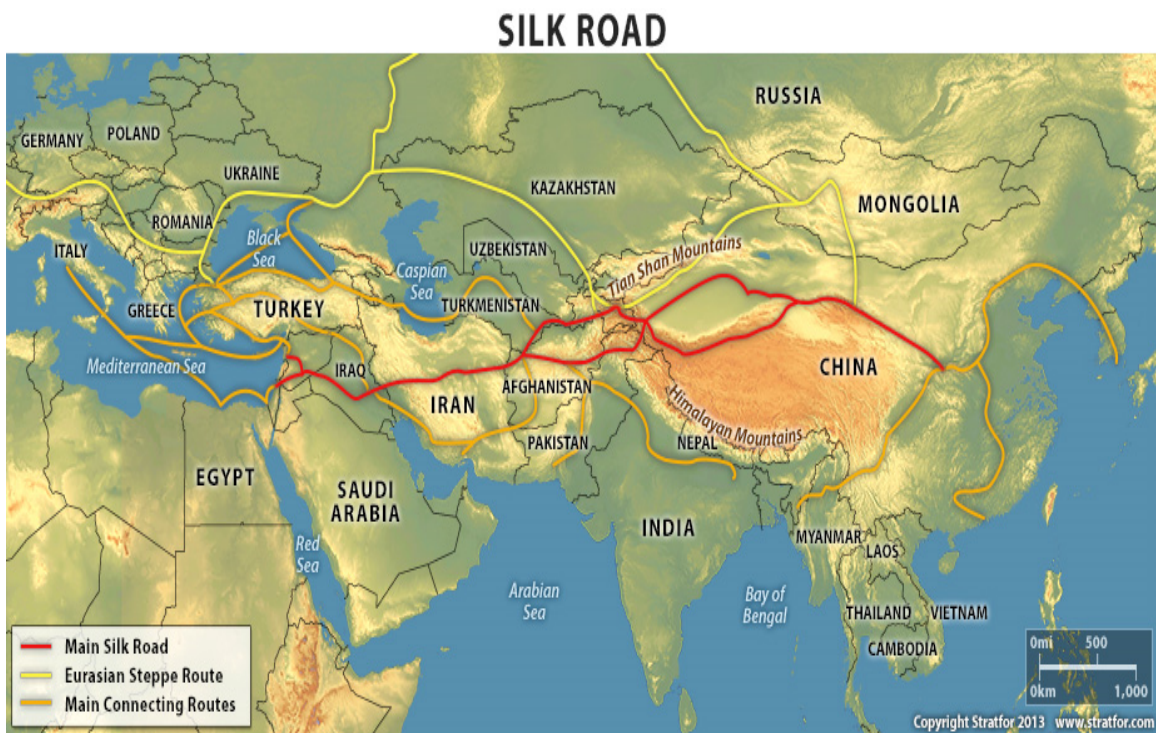 SILK ROAD
RUSSIA
GERMANY
POLAND
UKRAINE
KAZAKHSTAN
MONGOLIA
ROMANIA
ITALY
Black
Sea
UZBEKISTAN
Tian Shan Mountains
Caspian
Sea
TURKMENISTAN
GREECE
TURKEY
Mediterranean Sea
IRAQ
IRAN
AFGHANISTAN
CHINA
Himalayan Mountains
PAKISTAN
NEPAL
EGYPT
SAUDI
ARABIA
INDIA
MYANMAR
LAOS
Red
Sea
Arabian
Sea
Bay of
Bengal
THAILAND
VIETNAM
CAMBODIA
Main Silk Road
Eurasian Steppe Route
Main Connecting Routes
0mi 500
0km 1,000
Copyright Stratfor 2013 www.stratfor.com